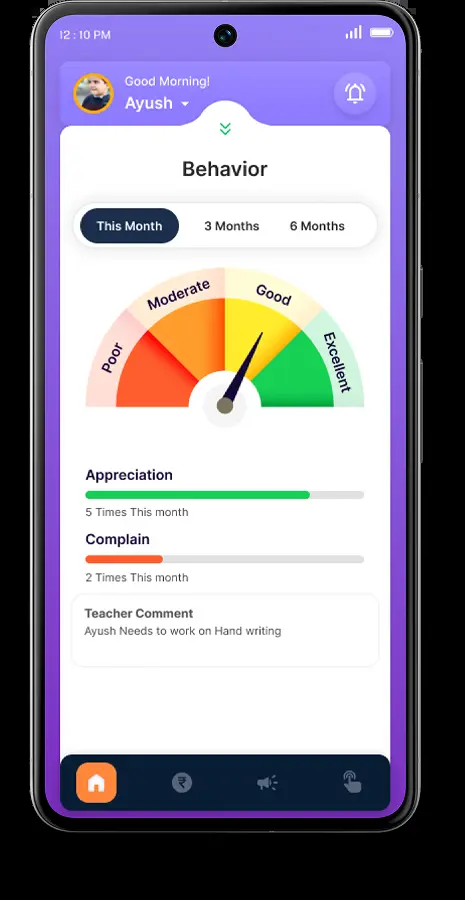 12 : 10 PM
Good Morning!
Ayush
Behavior
This Month 3 Months 6 Months
Poor
Moderate
Good
Excellent
Appreciation
5 Times This month
Complain
2 Times This month
Teacher Comment
Ayush Needs to work on Hand writing
₹